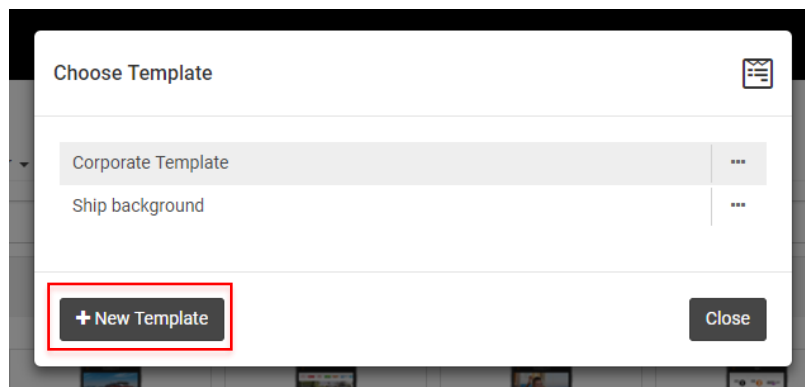 Choose Template
Corporate Template
Ship background
+ New Template
Close